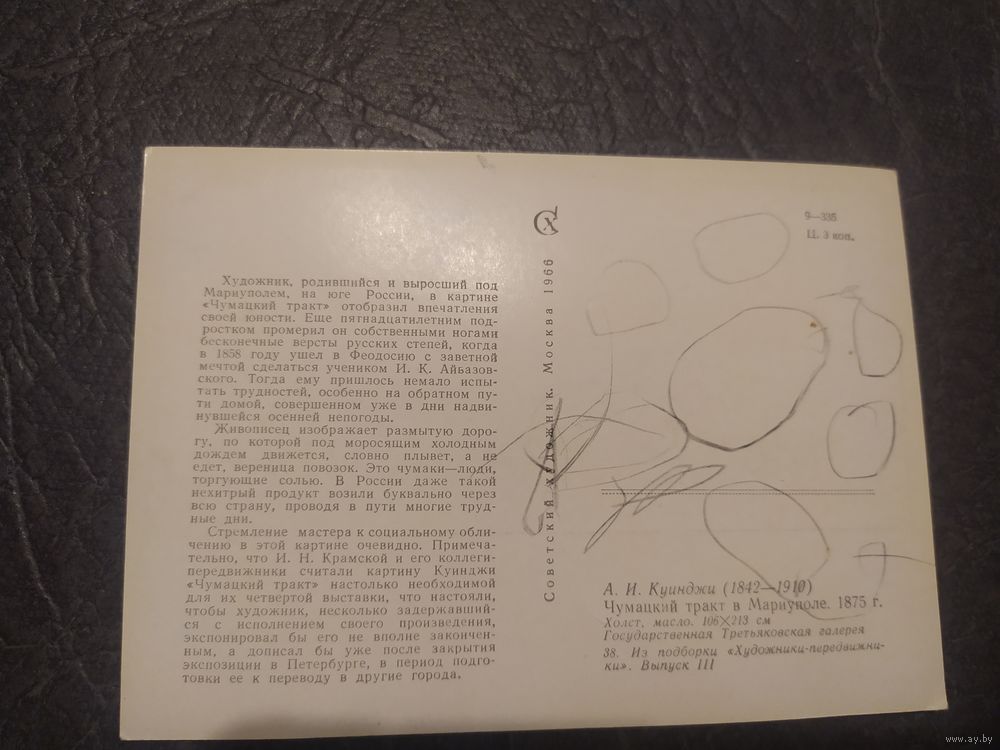 Художник, родившийся и выросший под
Мариуполем, на юге России, в картине
«Чумацкий тракт» отобразил впечатления
своей юности. Еще пятнадцатилетним под-
ростком промерил он собственными ногами
бесконечные версты русских степей, когда
в 1858 году ушел в Феодосию с заветной
мечтой сделаться учеником И. К. Айбазов-
ского. Тогда ему пришлось немало испы-
тать трудностей, особенно на обратном пу-
ти домой, совершенном уже в дни надви-
нувшейся осенней непогоды.
Живописец изображает размытую доро-
гу, по которой под моросящим холодным
дождем движется, словно плывет, а не
едет, вереница повозок. Это чумаки—люди,
торгующие солью. В России даже такой
нехитрый продукт возили буквально через
всю страну, проводя в пути многие труд-
ные дни.
Стремление мастера к социальному обли-
чению в этой картине очевидно. Примеча-
тельно, что И. Н. Крамской и его коллеги-
передвижники считали картину Куинджи
«Чумацкий тракт» настолько необходимой
для их четвертой выставки, что настояли,
чтобы художник, несколько задержавший-
ся с исполнением своего произведения,
экспонировал бы его не вполне закончен-
ным, а дописал бы уже после закрытия
экспозиции в Петербурге, в период подго-
товки ее к переводу в другие города.
СХ
Советский художник. Москва 1966
9—336
Ц. 3 коп.
А. И. Куинджи (1842—1910)
Чумацкий тракт в Мариуполе. 1875 г.
Холст, масло. 106×213 см
Государственная Третьяковская галерея
38. Из подборки «Художники-передвижни-
ки». Выпуск III
www.ay.by